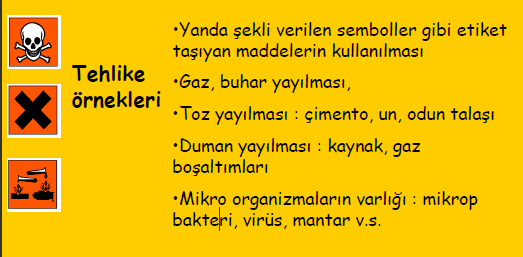 Tehlike
örnekleri
•Yanda şekli verilen semboller gibi etiket
taşıyan maddelerin kullanılması
•Gaz, buhar yayılması,
•Toz yayılması : çimento, un, odun talaşı
•Duman yayılması : kaynak, gaz
boşaltımları
•Mikro organizmaların varlığı : mikrop
bakteri, virüs, mantar v.s.